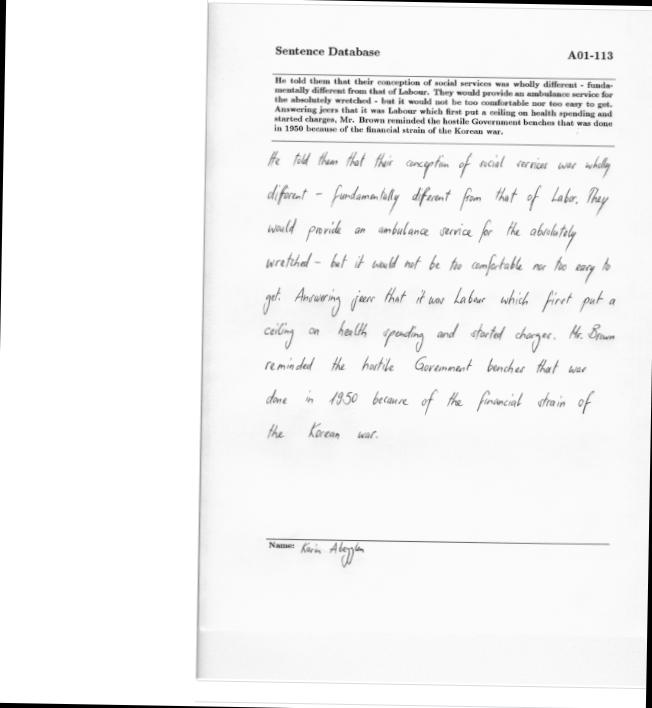 Sentence Database
A01-113
He told them that their conception of social services was wholly different - funda-
mentally different from that of Labour. They would provide an ambulance service for
the absolutely wretched - but it would not be too comfortable nor too easy to get.
Answering jeers that it was Labour which first put a ceiling on health spending and
started charges, Mr. Brown reminded the hostile Government benches that was done
in 1950 because of the financial strain of the Korean war.
He told them that their conception of social services was wholly
different - fundamentally different from that of Labor. They
would provide an ambulance service for the absolutely
wretched - but it would not be too comfortable nor too easy to
get. Answering jeers that it was Labour which first put a
ceiling on health spending and started charges. Mr. Brown
reminded the hostile Government benches that was
done in 1950 because of the financial strain of
the Korean war.
Name: Karin Abegglen